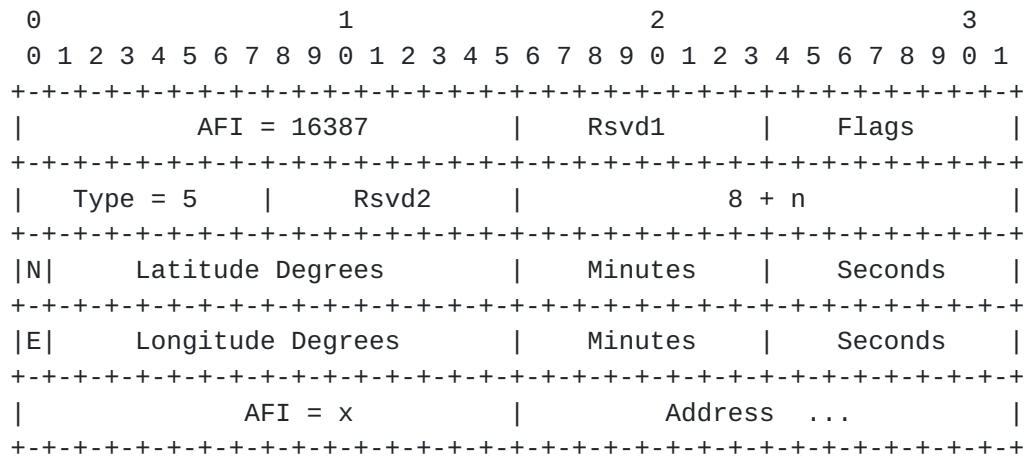 0                   1                   2                   3
 0 1 2 3 4 5 6 7 8 9 0 1 2 3 4 5 6 7 8 9 0 1 2 3 4 5 6 7 8 9 0 1
+-+-+-+-+-+-+-+-+-+-+-+-+-+-+-+-+-+-+-+-+-+-+-+-+-+-+-+-+-+-+-+-+
|           AFI = 16387         |    Rsvd1      |    Flags      |
+-+-+-+-+-+-+-+-+-+-+-+-+-+-+-+-+-+-+-+-+-+-+-+-+-+-+-+-+-+-+-+-+
|   Type = 5    |     Rsvd2     |             8 + n             |
+-+-+-+-+-+-+-+-+-+-+-+-+-+-+-+-+-+-+-+-+-+-+-+-+-+-+-+-+-+-+-+-+
|N|     Latitude Degrees        |    Minutes    |    Seconds    |
+-+-+-+-+-+-+-+-+-+-+-+-+-+-+-+-+-+-+-+-+-+-+-+-+-+-+-+-+-+-+-+-+
|E|     Longitude Degrees       |    Minutes    |    Seconds    |
+-+-+-+-+-+-+-+-+-+-+-+-+-+-+-+-+-+-+-+-+-+-+-+-+-+-+-+-+-+-+-+-+
|              AFI = x          |         Address  ...          |
+-+-+-+-+-+-+-+-+-+-+-+-+-+-+-+-+-+-+-+-+-+-+-+-+-+-+-+-+-+-+-+-+